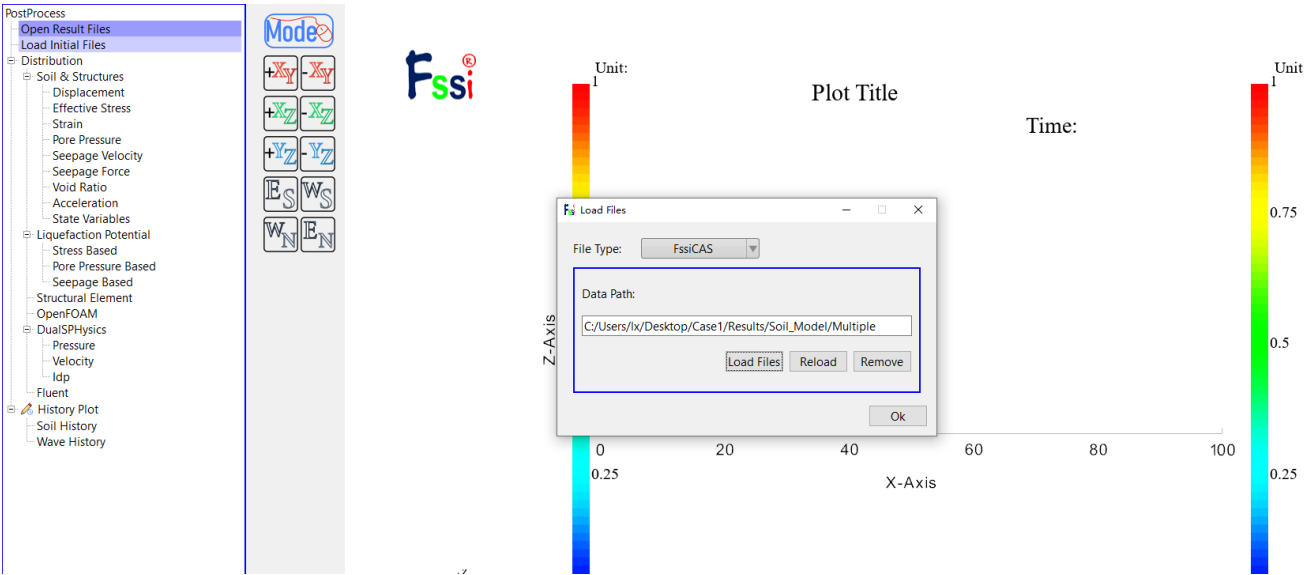 PostProcess
Open Result Files
Load Initial Files
Distribution
Soil & Structures
Displacement
Effective Stress
Strain
Pore Pressure
Seepage Velocity
Seepage Force
Void Ratio
Acceleration
State Variables
Liquefaction Potential
Stress Based
Pore Pressure Based
Seepage Based
Structural Element
OpenFOAM
DualSPHysics
Pressure
Velocity
Idp
Fluent
History Plot
Soil History
Wave History
Mode
+XY -XY
+XZ -XZ
+YZ -YZ
ES WS
WN EN
Fssi®
Unit:
1
Plot Title
Time:
Z-Axis
0 20 40 60 80 100
X-Axis
0.25
Unit
1
0.75
0.5
0.25
Fssi Load Files
File Type: FssiCAS
Data Path:
C:/Users/lx/Desktop/Case1/Results/Soil_Model/Multiple
Load Files Reload Remove
Ok